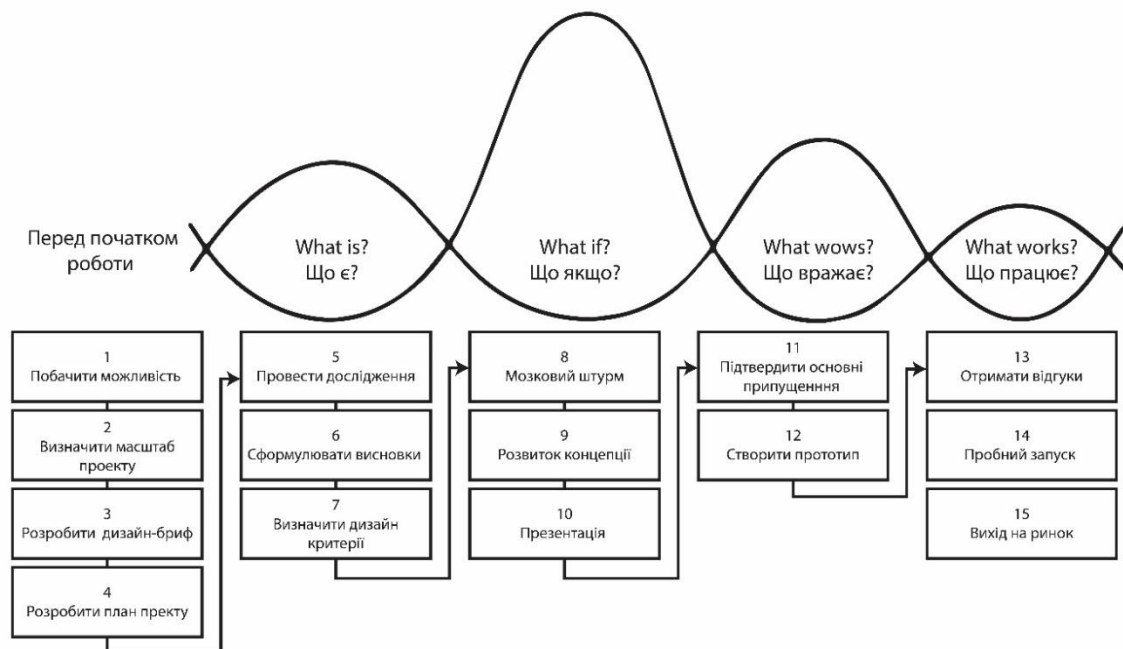 Перед початком
роботи
What is?
Що є?
What if?
Що якщо?
What wows?
Що вражає?
What works?
Що працює?
1
Побачити можливість
2
Визначити масштаб
проекту
3
Розробити дизайн-бриф
4
Розробити план пректу
5
Провести дослідження
6
Сформулювати висновки
7
Визначити дизайн
критерії
8
Мозковий штурм
9
Розвиток концепції
10
Презентація
11
Підтвердити основні
припущенння
12
Створити прототип
13
Отримати відгуки
14
Пробний запуск
15
Вихід на ринок